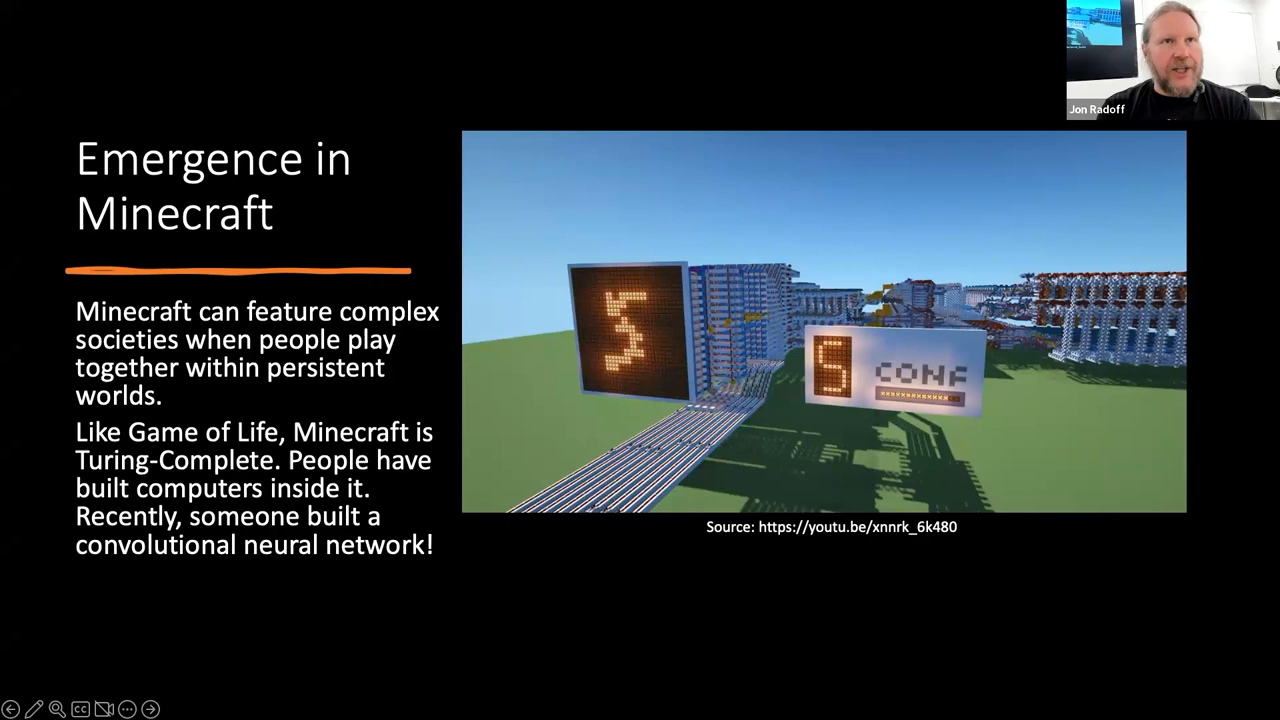 Jon Radoff
Emergence in
Minecraft
Minecraft can feature complex
societies when people play
together within persistent
worlds.
Like Game of Life, Minecraft is
Turing-Complete. People have
built computers inside it.
Recently, someone built a
convolutional neural network!
5
5
CONF
Source: https://youtu.be/xnnrk_6k480
CC